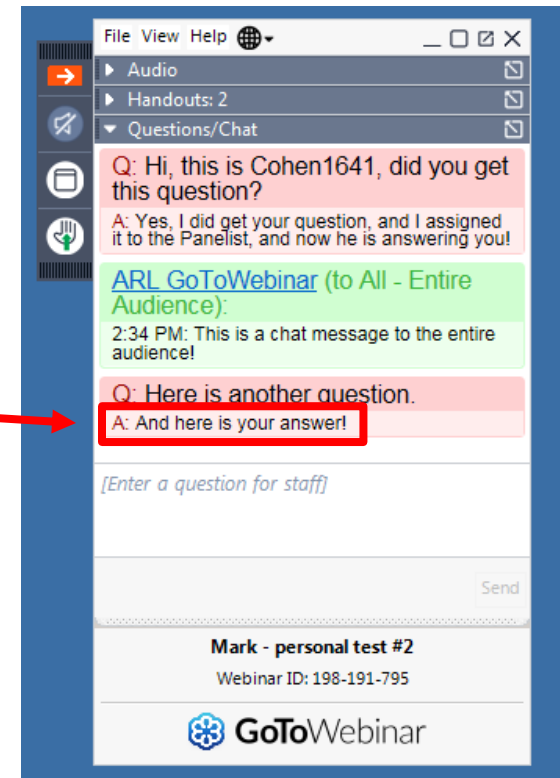 File View Help
Audio
Handouts: 2
Questions/Chat
Q: Hi, this is Cohen1641, did you get
this question?
A: Yes, I did get your question, and I assigned
it to the Panelist, and now he is answering you!
ARL GoToWebinar (to All - Entire
Audience):
2:34 PM: This is a chat message to the entire
audience!
Q: Here is another question.
A: And here is your answer!
[Enter a question for staff]
Send
Mark - personal test #2
Webinar ID: 198-191-795
GoToWebinar